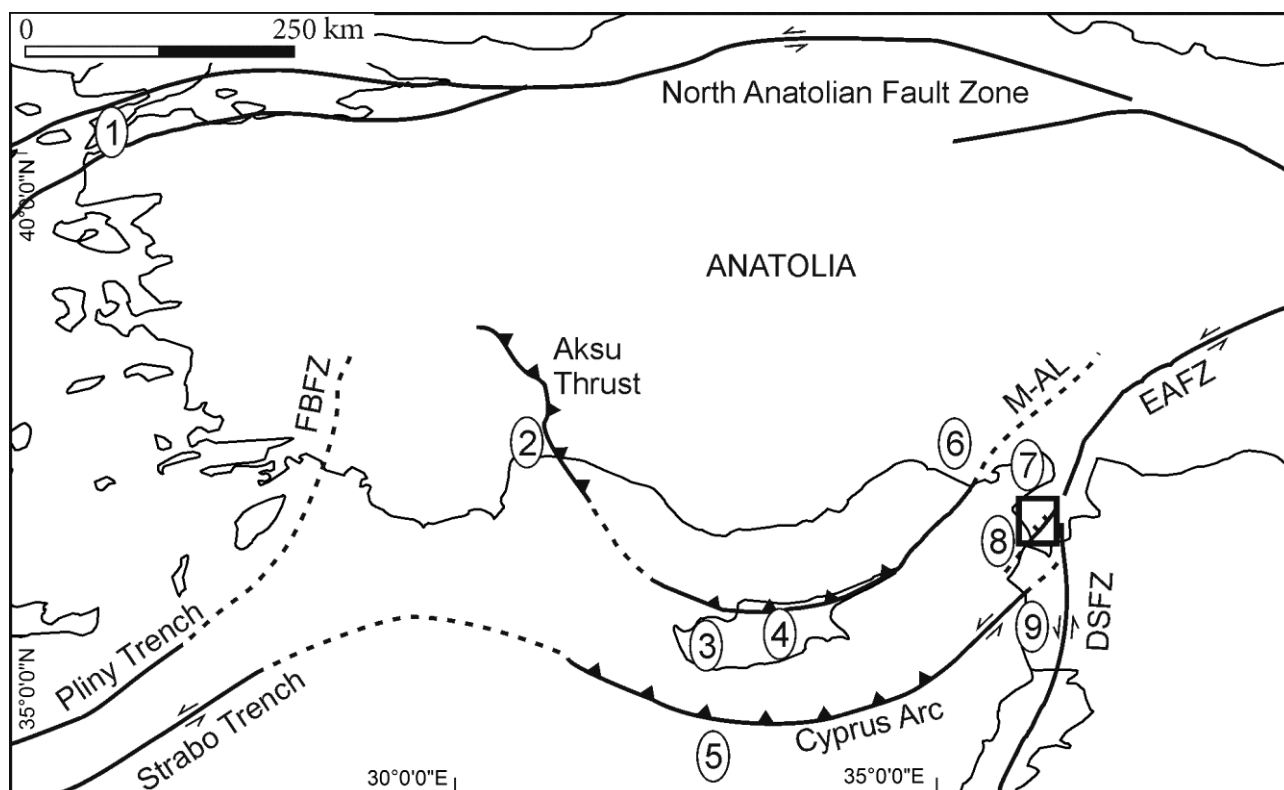 0
250 km
North Anatolian Fault Zone
1
40°0'0"N
ANATOLIA
Aksu
Thrust
FBFZ
M-AL
EAFZ
2
6
7
8
Pliny Trench
3
4
9
DSFZ
35°0'0"N
Strabo Trench
5
Cyprus Arc
30°0'0"E
35°0'0"E